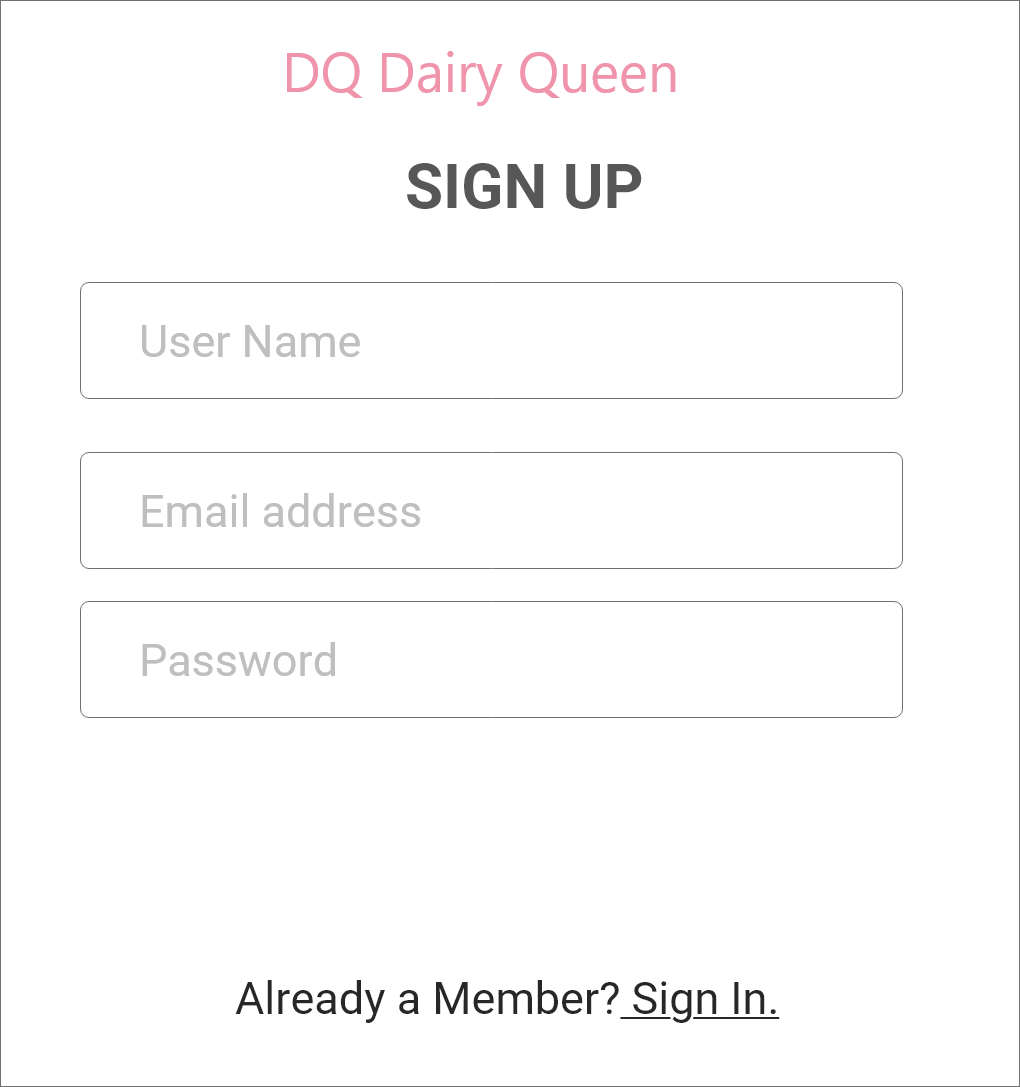 DQ Dairy Queen
SIGN UP
User Name
Email address
Password
Already a Member? Sign In.